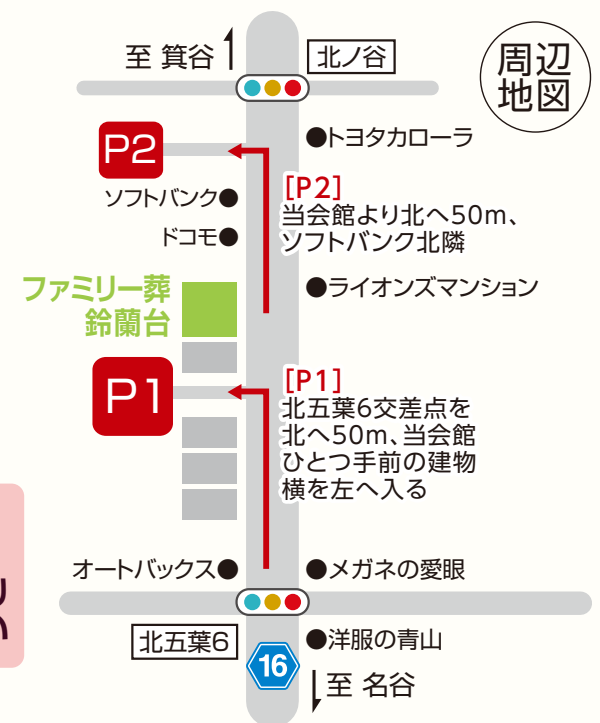 至 箕谷
北ノ谷
周辺
地図
P2
●トヨタカローラ
ソフトバンク●
[P2]
当会館より北へ50m、
ソフトバンク北隣
ドコモ●
ファミリー葬
鈴蘭台
●ライオンズマンション
P1
[P1]
北五葉6交差点を
北へ50m、当会館
ひとつ手前の建物
横を左へ入る
オートバックス●
●メガネの愛眼
北五葉6
●洋服の青山
16
至 名谷